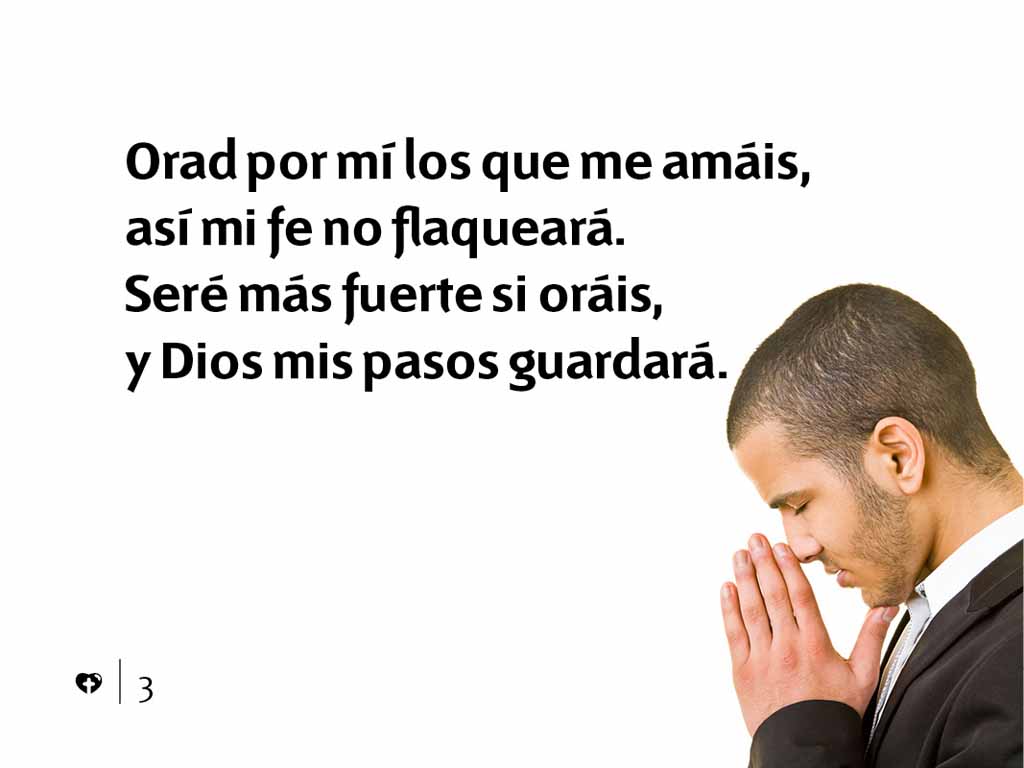 Orad por mí los que me amáis,
así mi fe no flaqueará.
Seré más fuerte si oráis,
y Dios mis pasos guardará.
3